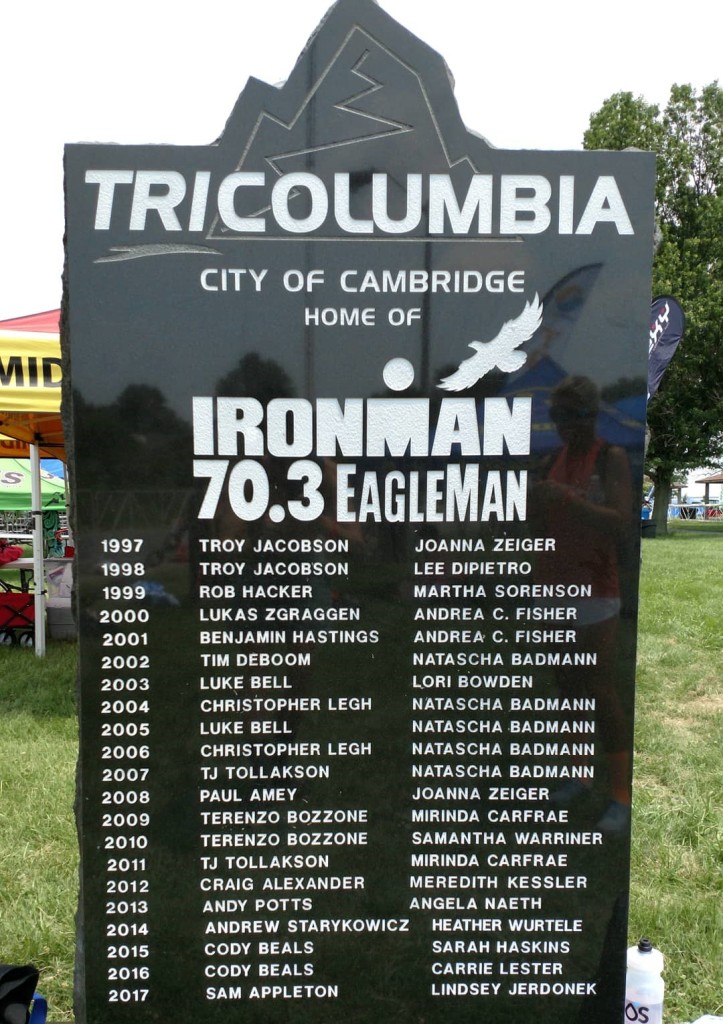 TRICOLUMBIA
CITY OF CAMBRIDGE
HOME OF
IRONMAN
70.3 EAGLEMAN
1997 TROY JACOBSON JOANNA ZEIGER
1998 TROY JACOBSON LEE DIPIETRO
1999 ROB HACKER MARTHA SORENSON
2000 LUKAS ZGRAGGEN ANDREA C. FISHER
2001 BENJAMIN HASTINGS ANDREA C. FISHER
2002 TIM DEBOOM NATASCHA BADMANN
2003 LUKE BELL LORI BOWDEN
2004 CHRISTOPHER LEGH NATASCHA BADMANN
2005 LUKE BELL NATASCHA BADMANN
2006 CHRISTOPHER LEGH NATASCHA BADMANN
2007 TJ TOLLAKSON NATASCHA BADMANN
2008 PAUL AMEY JOANNA ZEIGER
2009 TERENZO BOZZONE MIRINDA CARFRAE
2010 TERENZO BOZZONE SAMANTHA WARRINER
2011 TJ TOLLAKSON MIRINDA CARFRAE
2012 CRAIG ALEXANDER MEREDITH KESSLER
2013 ANDY POTTS ANGELA NAETH
2014 ANDREW STARYKOWICZ HEATHER WURTELE
2015 CODY BEALS SARAH HASKINS
2016 CODY BEALS CARRIE LESTER
2017 SAM APPLETON LINDSEY JERDONEK
MID
S
OS